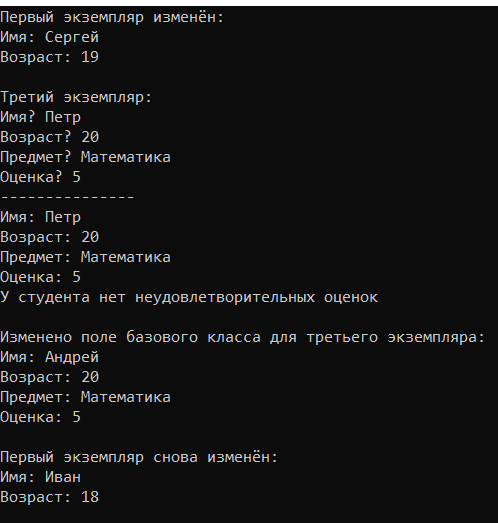 Первый экземпляр изменён:
Имя: Сергей
Возраст: 19
Третий экземпляр:
Имя? Петр
Возраст? 20
Предмет? Математика
Оценка? 5
---------------
Имя: Петр
Возраст: 20
Предмет: Математика
Оценка: 5
У студента нет неудовлетворительных оценок
Изменено поле базового класса для третьего экземпляра:
Имя: Андрей
Возраст: 20
Предмет: Математика
Оценка: 5
Первый экземпляр снова изменён:
Имя: Иван
Возраст: 18